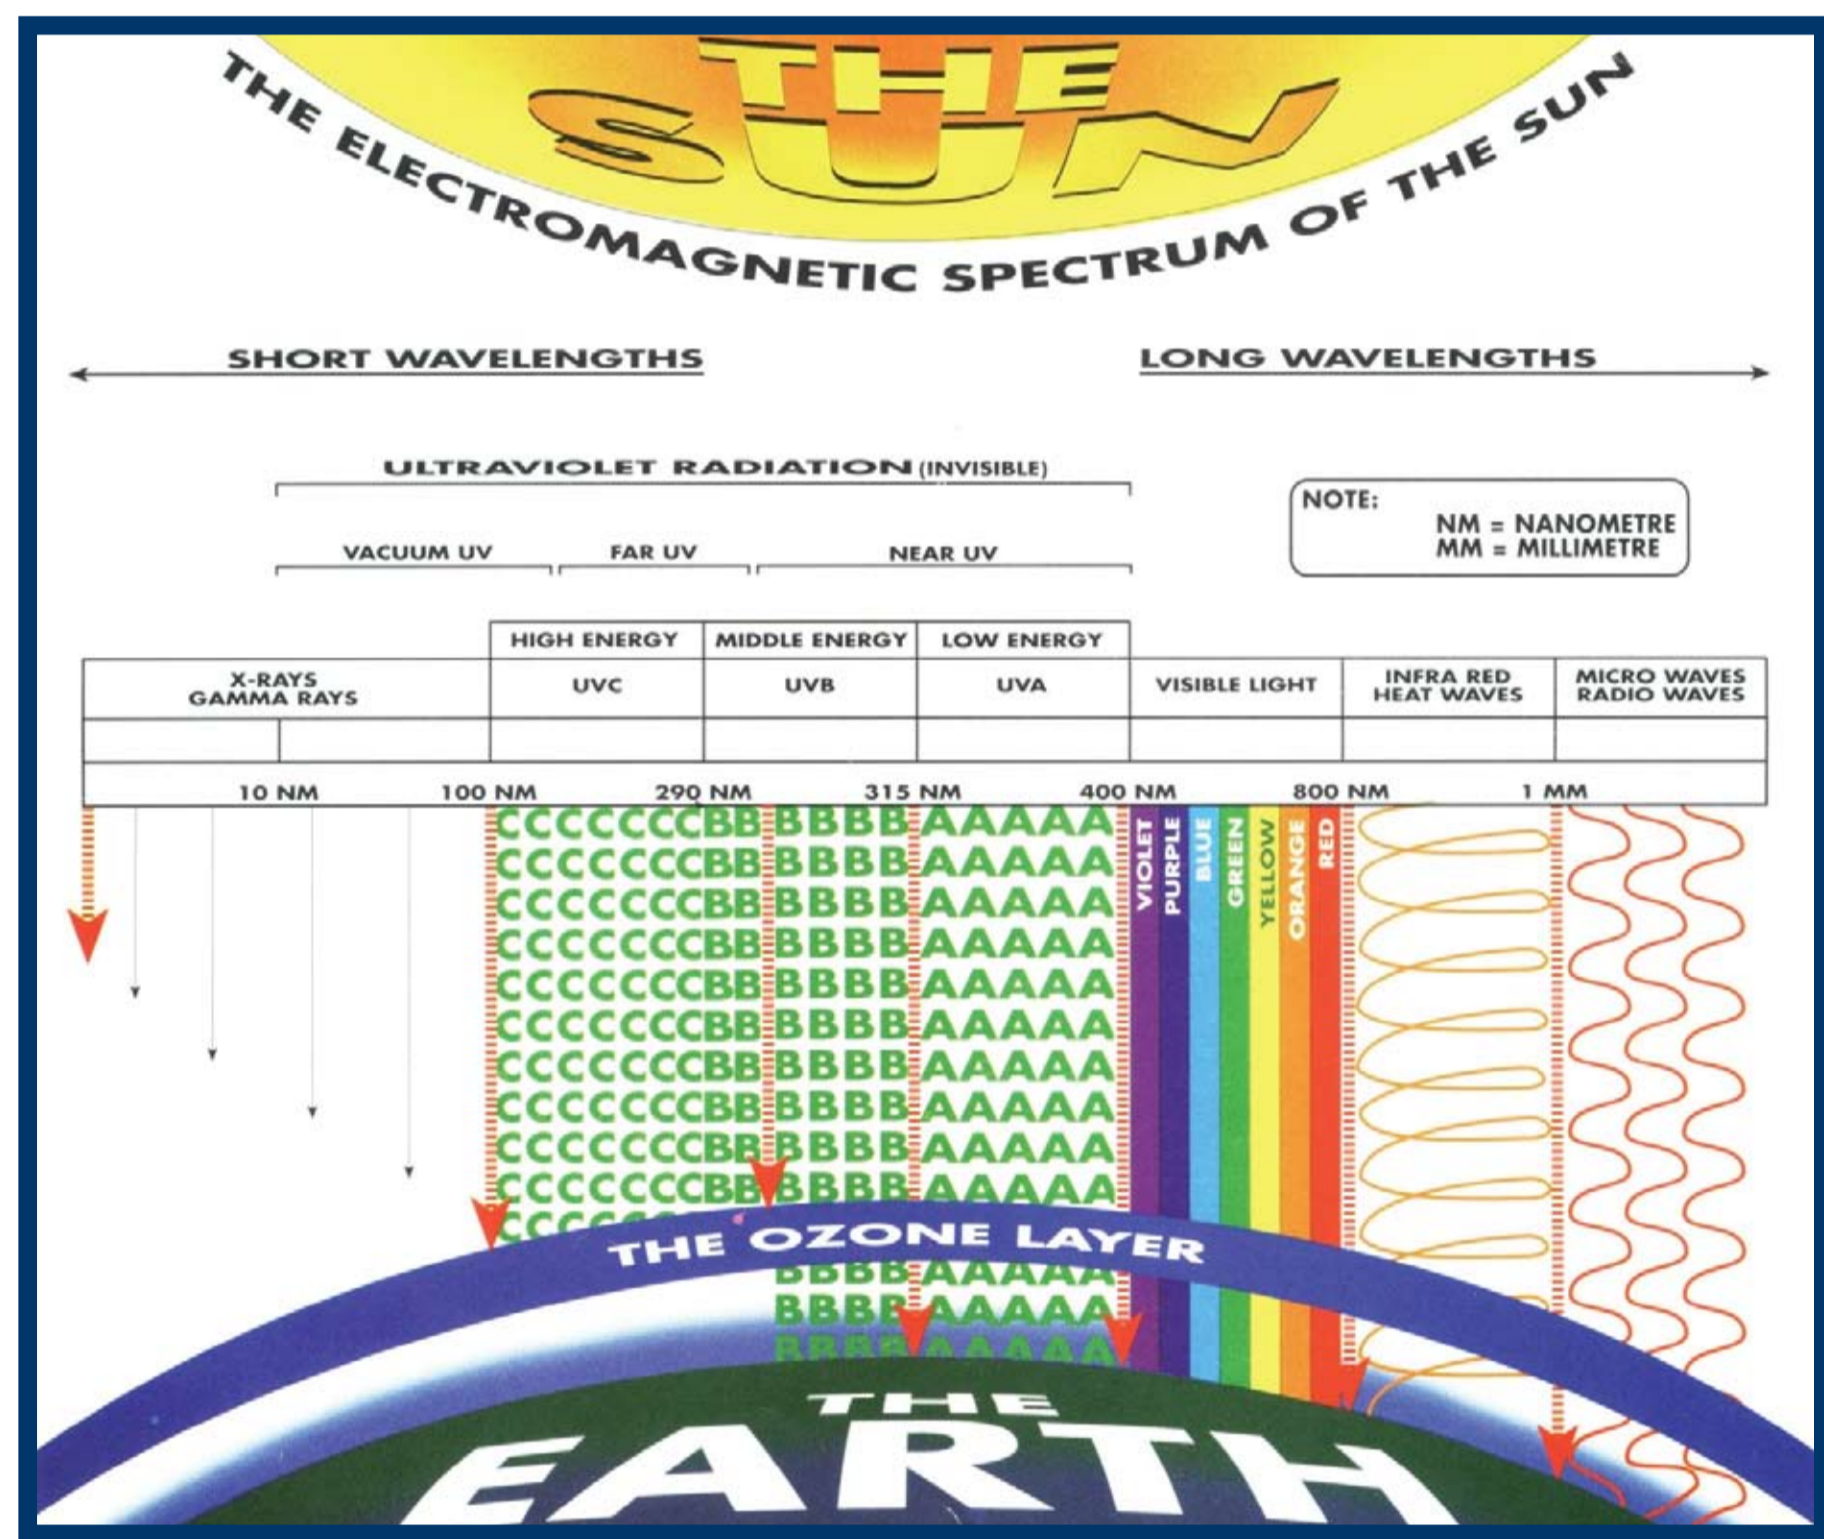 THE
SUN
THE ELECTROMAGNETIC SPECTRUM OF THE SUN
SHORT WAVELENGTHS
LONG WAVELENGTHS
ULTRAVIOLET RADIATION (INVISIBLE)
NOTE:
NM = NANOMETRE
MM = MILLIMETRE
VACUUM UV
FAR UV
NEAR UV
HIGH ENERGY
MIDDLE ENERGY
LOW ENERGY
X-RAYS
GAMMA RAYS
UVC
UVB
UVA
VISIBLE LIGHT
INFRA RED
HEAT WAVES
MICRO WAVES
RADIO WAVES
10 NM
100 NM
290 NM
315 NM
400 NM
800 NM
1 MM
CCCCCCCBB BBBB AAAAA
CCCCCCCBB BBBB AAAAA
CCCCCCCBB BBBB AAAAA
CCCCCCCBB BBBB AAAAA
CCCCCCCBB BBBB AAAAA
CCCCCCCBB BBBB AAAAA
CCCCCCCBB BBBB AAAAA
CCCCCCCBB BBBB AAAAA
CCCCCCCBB BBBB AAAAA
CCCCCCCBB BBBB AAAAA
VIOLET
PURPLE
BLUE
GREEN
YELLOW
ORANGE
RED
THE OZONE LAYER
BBBB AAAAA
BBBB AAAAA
BBBB AAAAA
THE
EARTH